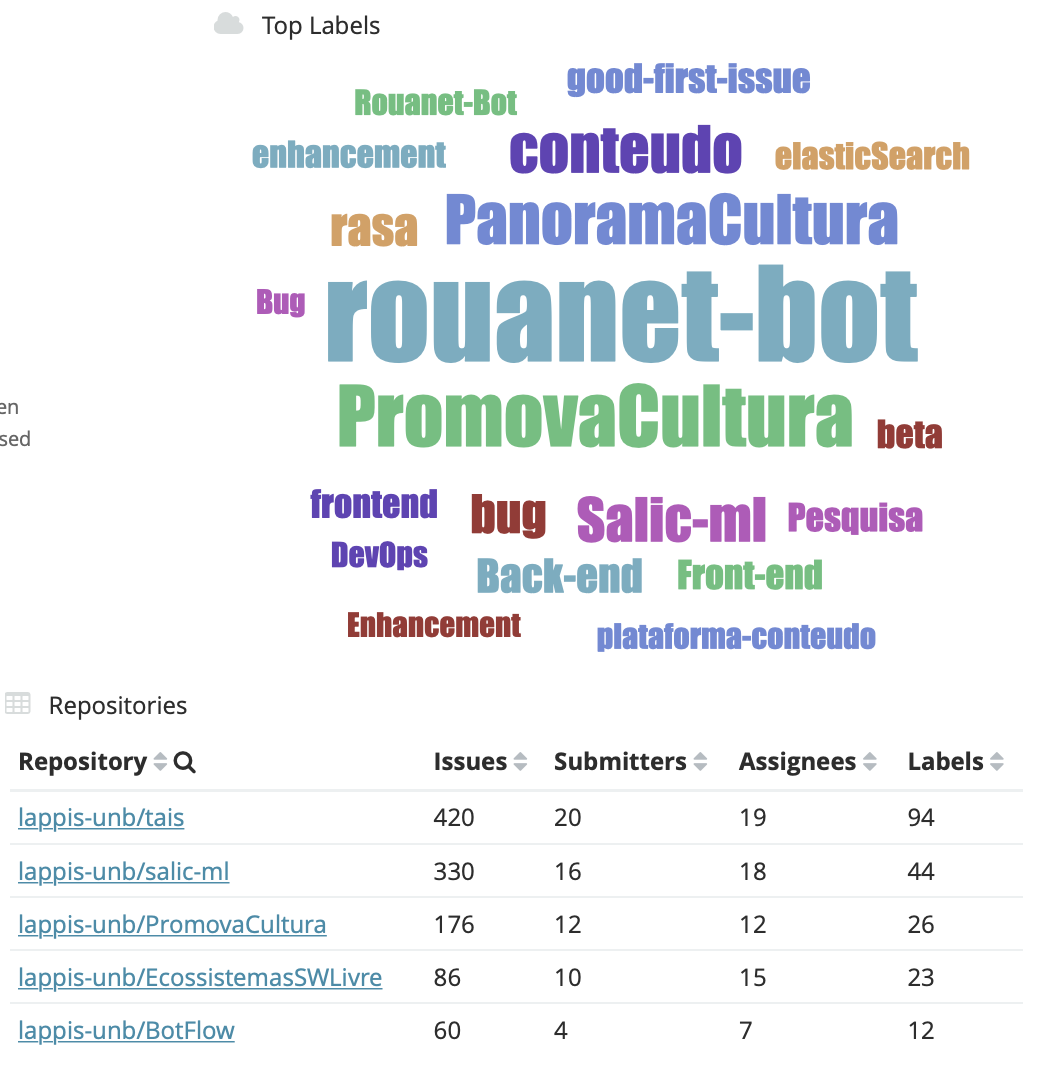 Top Labels
good-first-issue
Rouanet-Bot
enhancement conteudo elasticSearch
rasa PanoramaCultura
Bug rouanet-bot
en
PromovaCultura beta
sed
frontend bug Salic-ml Pesquisa
DevOps Back-end Front-end
Enhancement plataforma-conteudo
Repositories
Repository Issues Submitters Assignees Labels
lappis-unb/tais 420 20 19 94
lappis-unb/salic-ml 330 16 18 44
lappis-unb/PromovaCultura 176 12 12 26
lappis-unb/EcossistemasSWLivre 86 10 15 23
lappis-unb/BotFlow 60 4 7 12